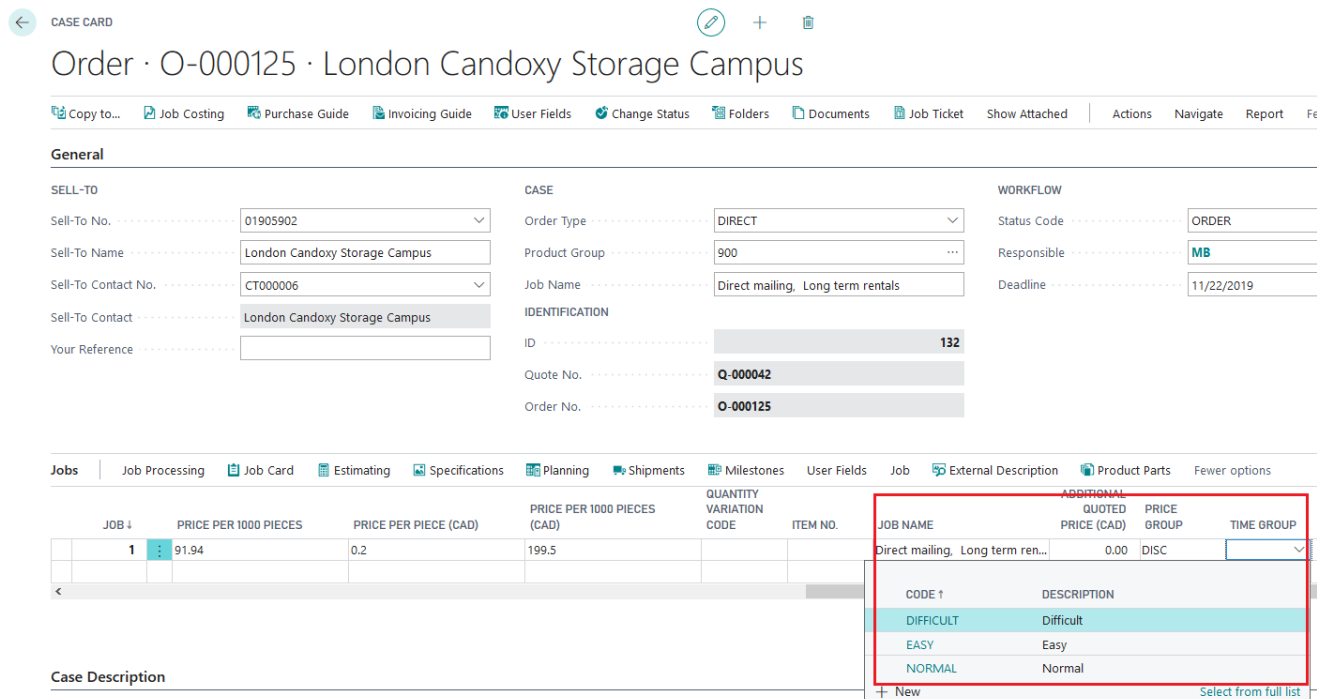 CASE CARD
Order · O-000125 · London Candoxy Storage Campus
Copy to... Job Costing Purchase Guide Invoicing Guide User Fields Change Status Folders Documents Job Ticket Show Attached Actions Navigate Report
General
SELL-TO CASE WORKFLOW
Sell-To No. 01905902 Order Type DIRECT Status Code ORDER
Sell-To Name London Candoxy Storage Campus Product Group 900 ... Responsible MB
Sell-To Contact No. CT000006 Job Name Direct mailing, Long term rentals Deadline 11/22/2019
Sell-To Contact London Candoxy Storage Campus IDENTIFICATION
Your Reference ID 132
Quote No. Q-000042
Order No. O-000125
Jobs Job Processing Job Card Estimating Specifications Planning Shipments Milestones User Fields Job External Description Product Parts Fewer options
JOB↓ PRICE PER 1000 PIECES PRICE PER PIECE (CAD) PRICE PER 1000 PIECES (CAD) QUANTITY VARIATION CODE ITEM NO. JOB NAME ADDITIONAL QUOTED PRICE (CAD) PRICE GROUP TIME GROUP
1 91.94 0.2 199.5 Direct mailing, Long term ren... 0.00 DISC
CODE ↑ DESCRIPTION
DIFFICULT Difficult
EASY Easy
NORMAL Normal
+ New Select from full list
Case Description